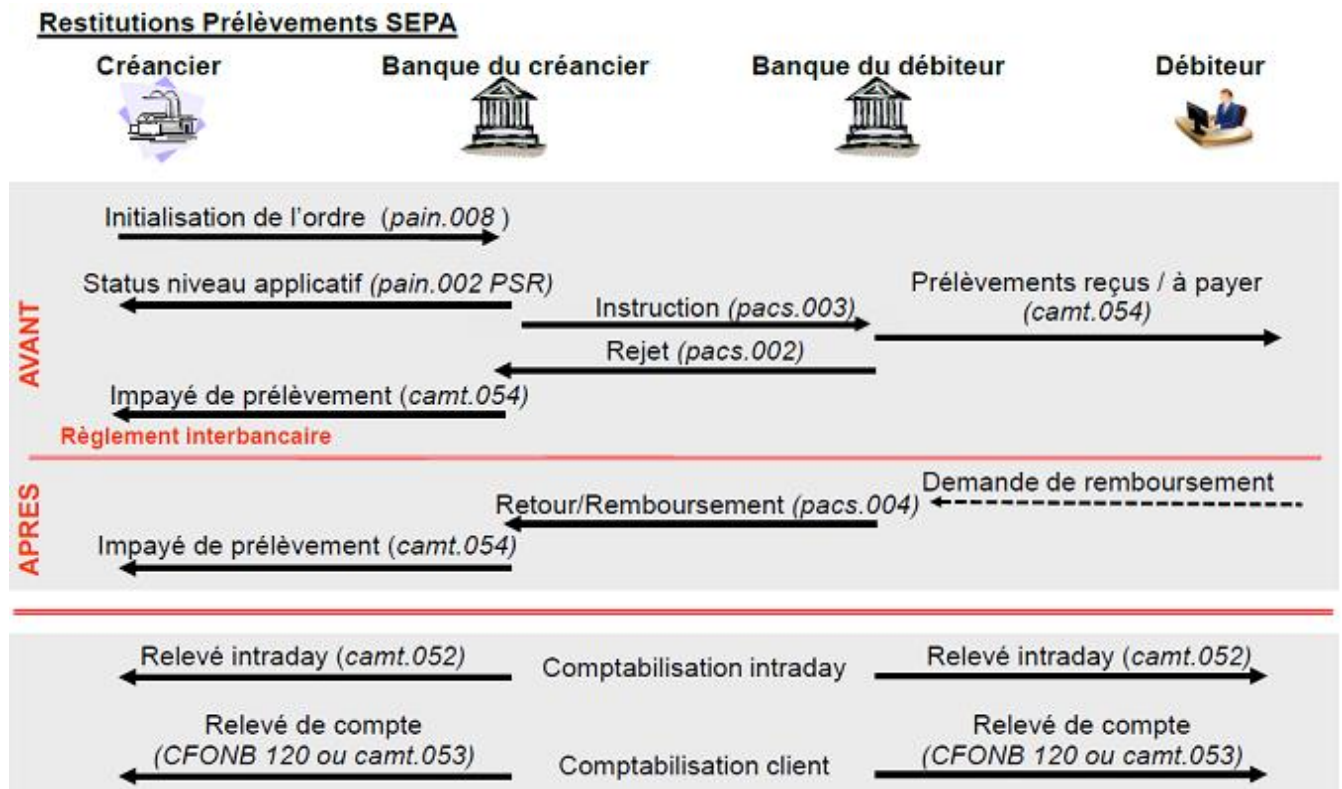 Restitutions Prélèvements SEPA
Créancier
Banque du créancier
Banque du débiteur
Débiteur
AVANT
Initialisation de l'ordre (pain.008 )
Status niveau applicatif (pain.002 PSR)
Prélèvements reçus / à payer
(camt.054)
Instruction (pacs.003)
Rejet (pacs.002)
Impayé de prélèvement (camt.054)
Règlement interbancaire
APRES
Demande de remboursement
Retour/Remboursement (pacs.004)
Impayé de prélèvement (camt.054)
Relevé intraday (camt.052)
Comptabilisation intraday
Relevé intraday (camt.052)
Relevé de compte
(CFONB 120 ou camt.053)
Comptabilisation client
Relevé de compte
(CFONB 120 ou camt.053)